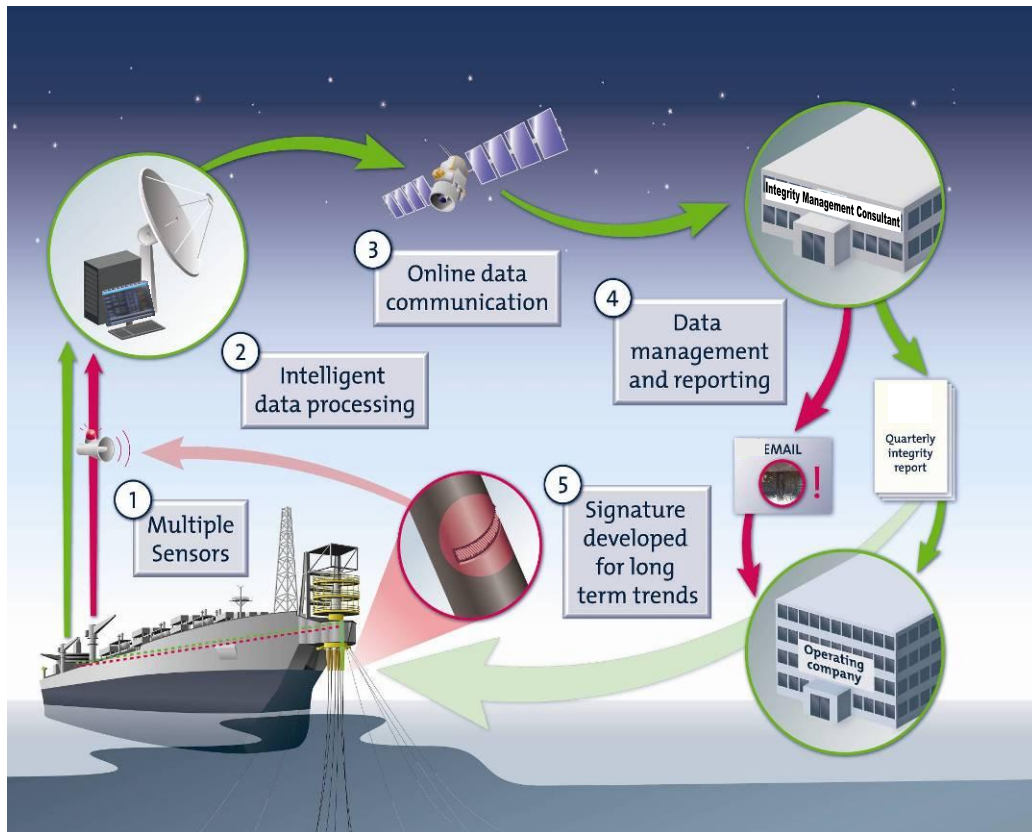 1
Multiple
Sensors
2
Intelligent
data processing
3
Online data
communication
4
Data
management
and reporting
5
Signature
developed
for long
term trends
Integrity Management Consultant
EMAIL
!
Quarterly
integrity
report
Operating
company